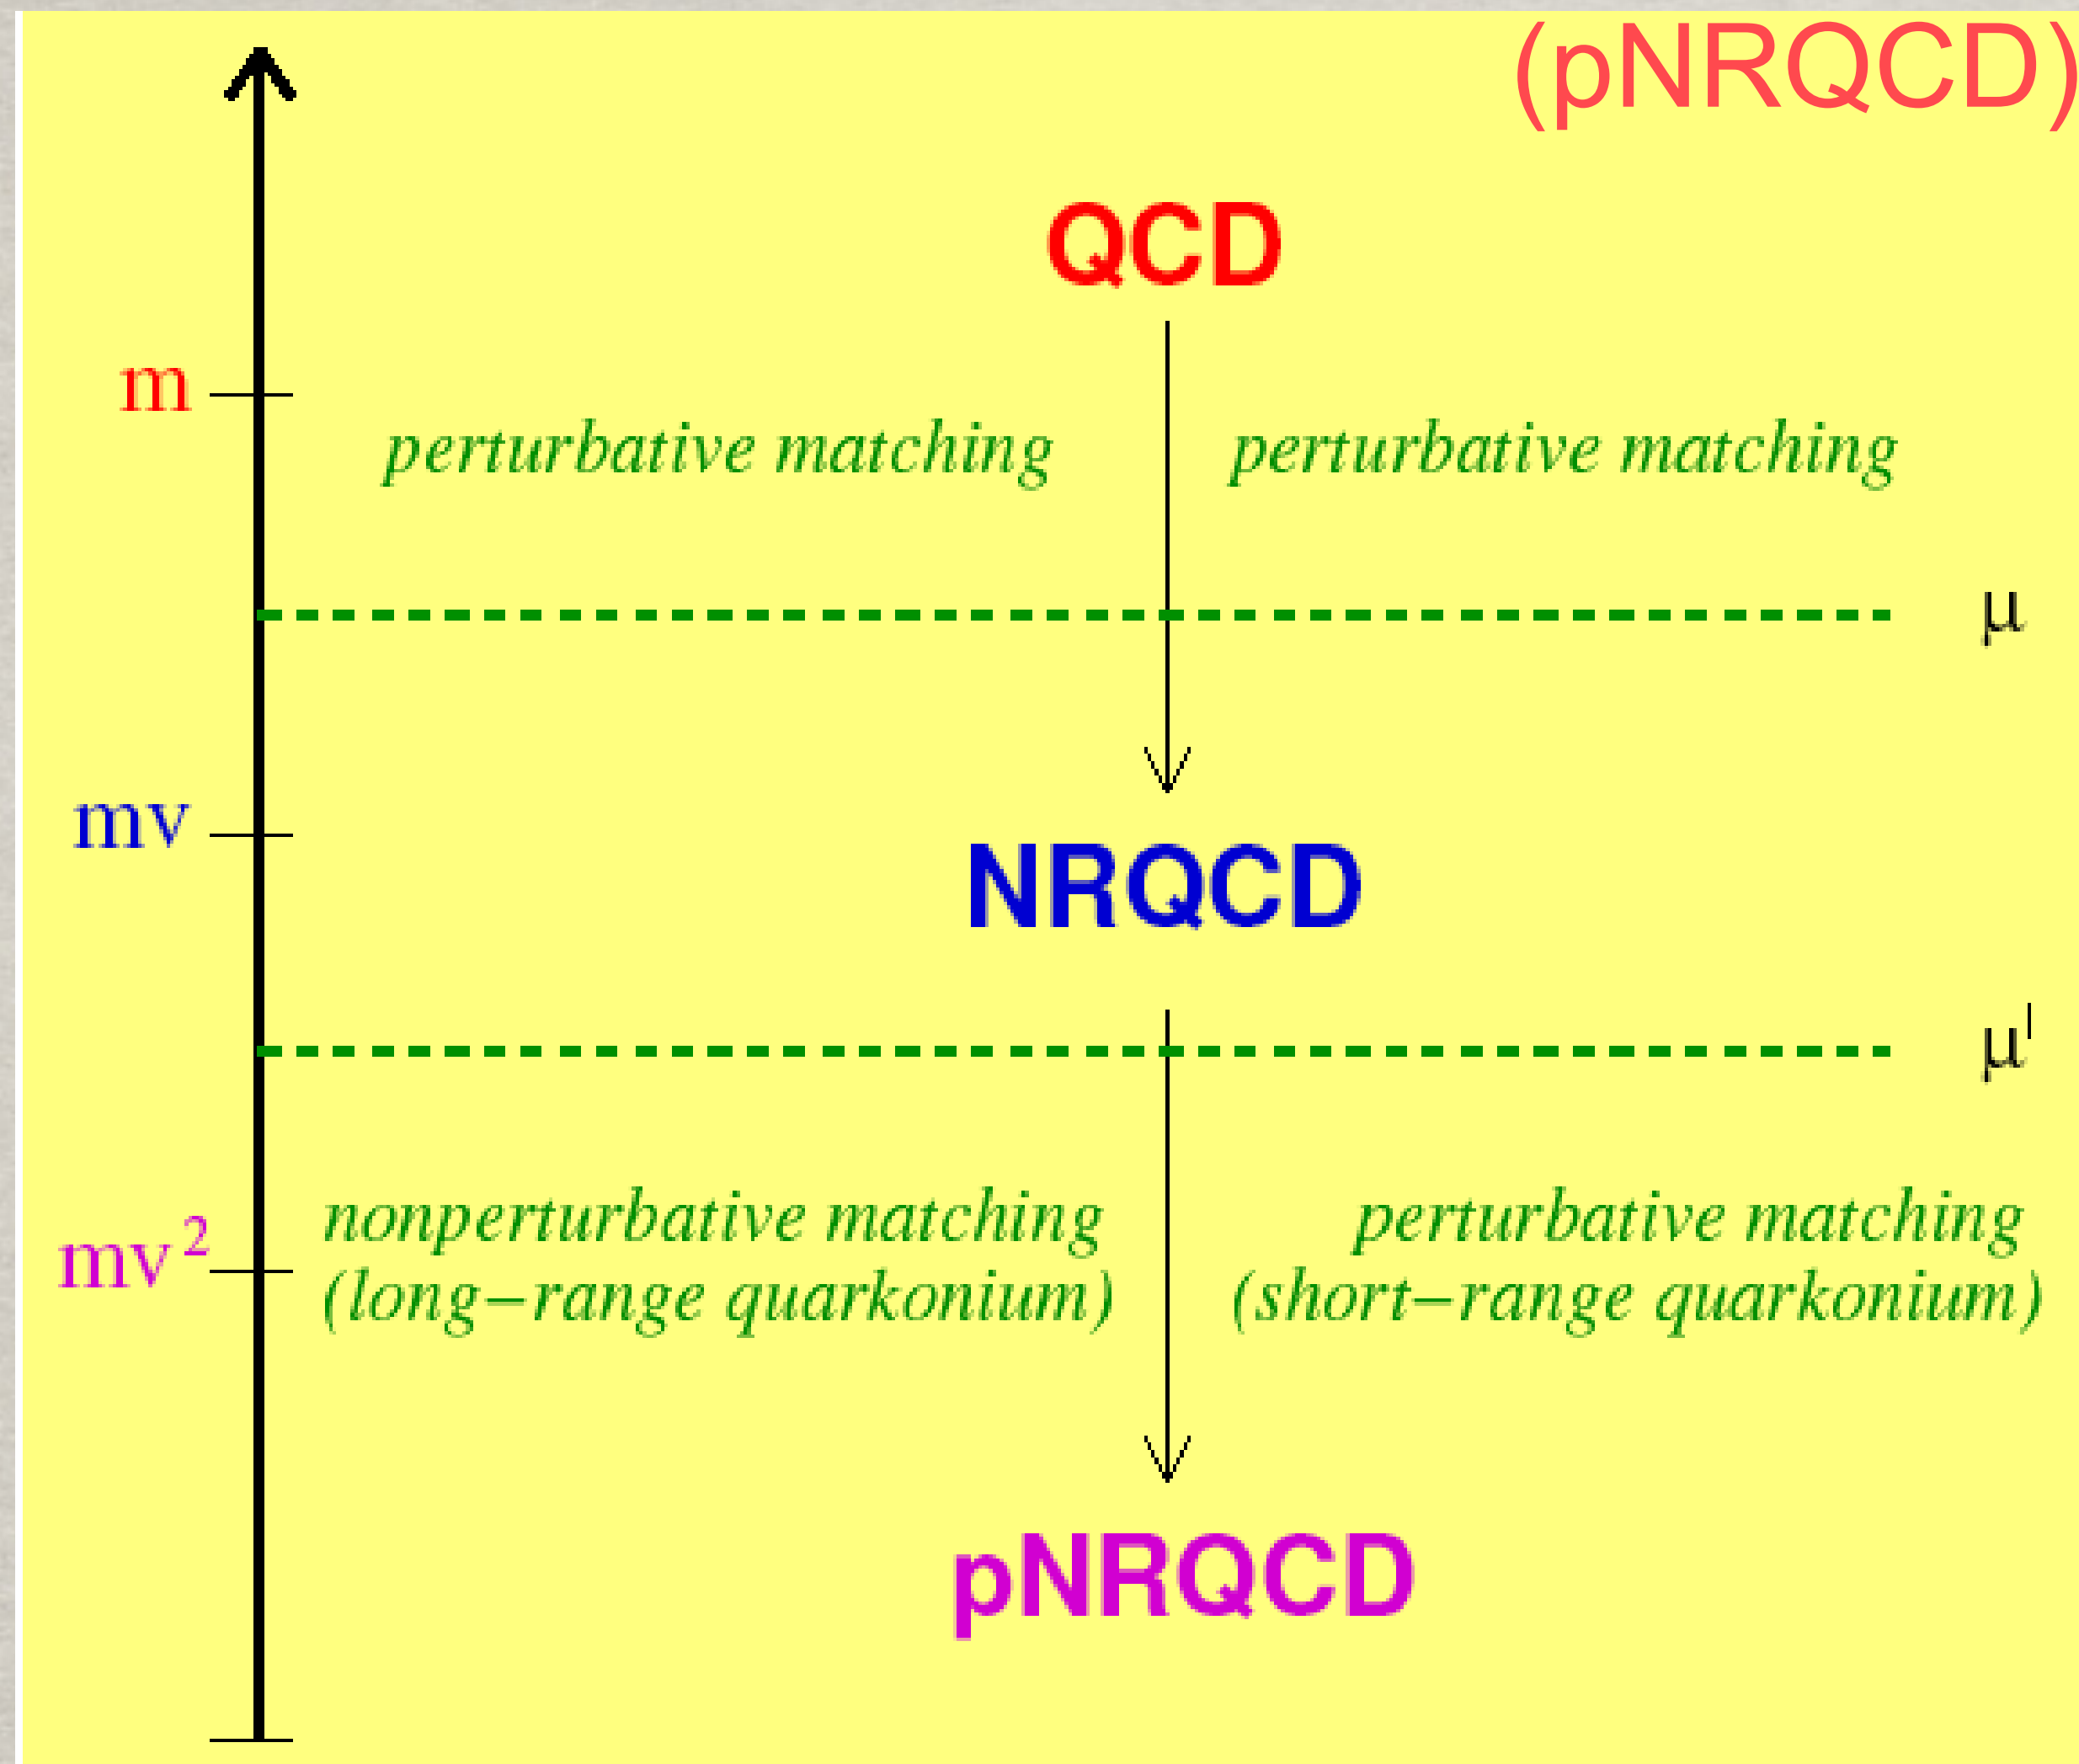 (pNRQCD)
QCD
m
perturbative matching perturbative matching
μ
mv
NRQCD
μ'
nonperturbative matching perturbative matching
mv²
(long–range quarkonium) (short–range quarkonium)
pNRQCD